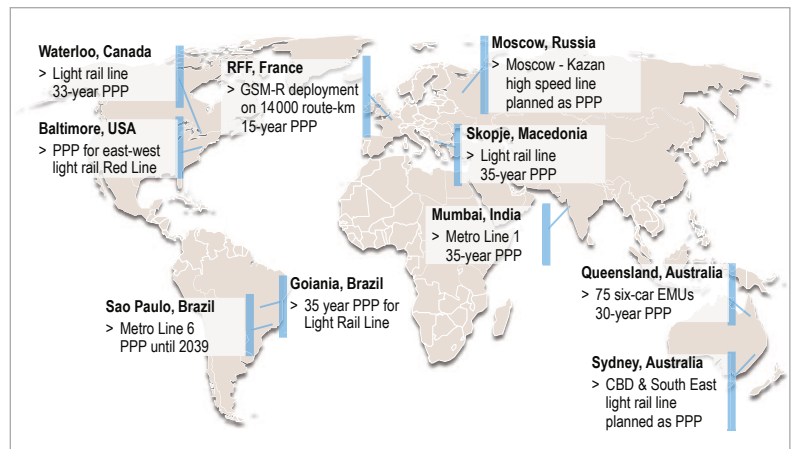 Waterloo, Canada
> Light rail line
33-year PPP
Baltimore, USA
> PPP for east-west
light rail Red Line
RFF, France
> GSM-R deployment
on 14000 route-km
15-year PPP
Moscow, Russia
> Moscow - Kazan
high speed line
planned as PPP
Skopje, Macedonia
> Light rail line
35-year PPP
Mumbai, India
> Metro Line 1
35-year PPP
Goiania, Brazil
> 35 year PPP for
Light Rail Line
Sao Paulo, Brazil
> Metro Line 6
PPP until 2039
Queensland, Australia
> 75 six-car EMUs
30-year PPP
Sydney, Australia
> CBD & South East
light rail line
planned as PPP